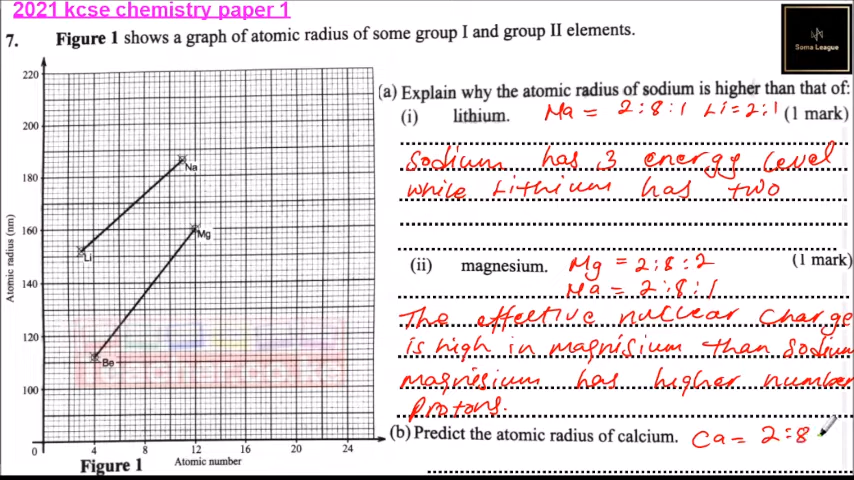 2021 kcse chemistry paper 1
7. Figure 1 shows a graph of atomic radius of some group I and group II elements.
Soma League
(a) Explain why the atomic radius of sodium is higher than that of:
(i) lithium. Na = 2:8:1 Li=2:1 (1 mark)
Sodium has 3 energy level
while Lithium has two
(ii) magnesium. Mg = 2:8:2 (1 mark)
Na = 2:8:1
The effective nuclear charge
is high in magnisium than Sodium
magnesium has higher number
protons.
(b) Predict the atomic radius of calcium. Ca = 2:8
Atomic radius (nm)
220
200
180
160
140
120
100
0 4 8 12 16 20 24
Na
Mg
Li
Be
Figure 1 Atomic number